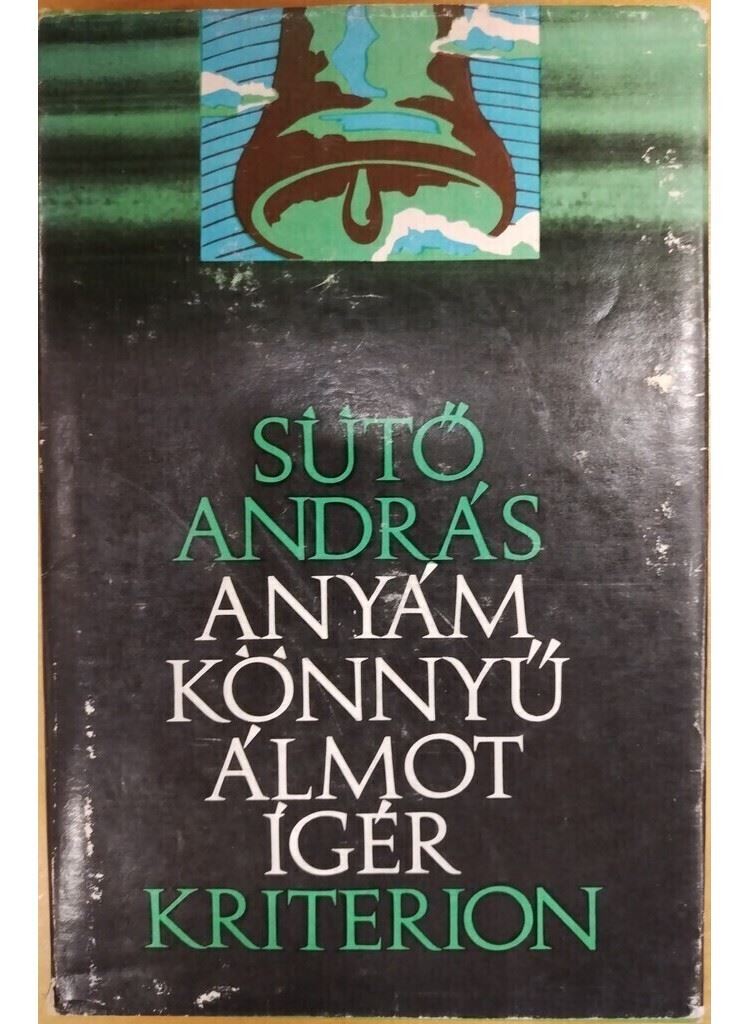 SÜTŐ
ANDRÁS
ANYÁM
KÖNNYŰ
ÁLMOT
ÍGÉR
KRITERION